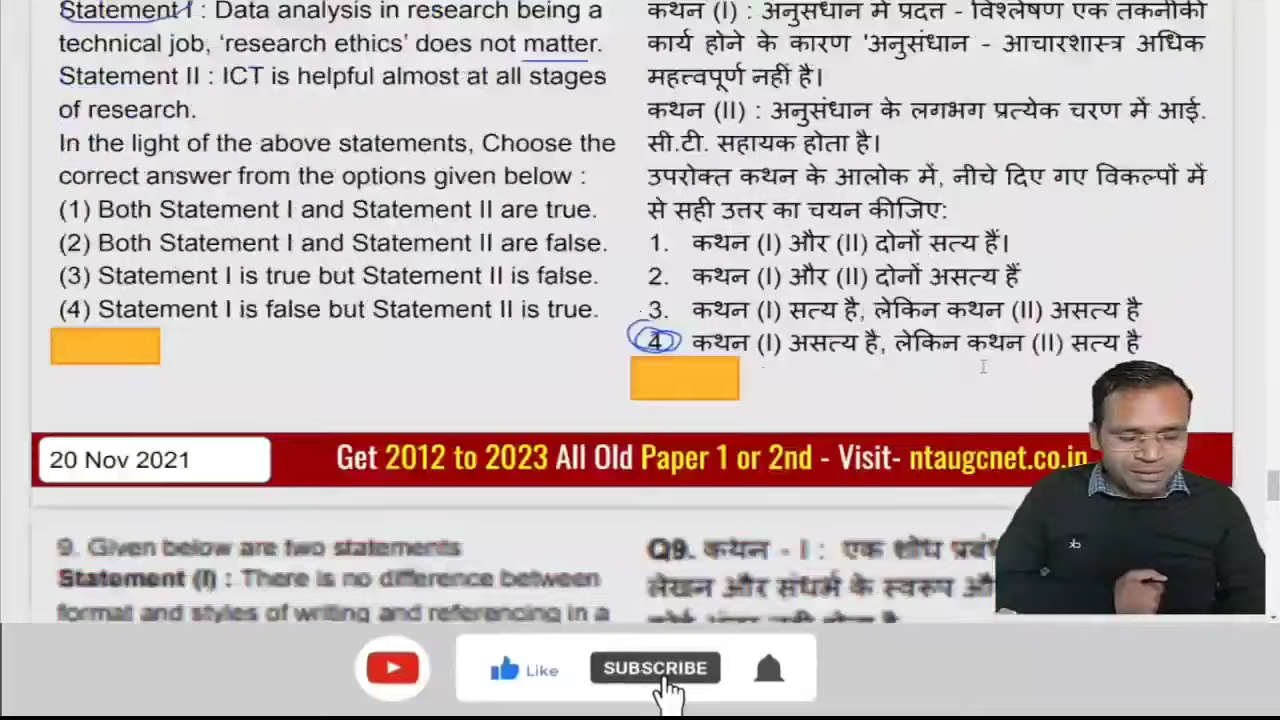 Statement I : Data analysis in research being a
technical job, ‘research ethics’ does not matter.
Statement II : ICT is helpful almost at all stages
of research.
In the light of the above statements, Choose the
correct answer from the options given below :
(1) Both Statement I and Statement II are true.
(2) Both Statement I and Statement II are false.
(3) Statement I is true but Statement II is false.
(4) Statement I is false but Statement II is true.
कथन (I) : अनुसंधान में प्रदत्त - विश्लेषण एक तकनीकी
कार्य होने के कारण 'अनुसंधान - आचारशास्त्र अधिक
महत्त्वपूर्ण नहीं है।
कथन (II) : अनुसंधान के लगभग प्रत्येक चरण में आई.
सी.टी. सहायक होता है।
उपरोक्त कथन के आलोक में, नीचे दिए गए विकल्पों में
से सही उत्तर का चयन कीजिए:
1. कथन (I) और (II) दोनों सत्य हैं।
2. कथन (I) और (II) दोनों असत्य हैं
3. कथन (I) सत्य है, लेकिन कथन (II) असत्य है
4. कथन (I) असत्य है, लेकिन कथन (II) सत्य है
20 Nov 2021
Get 2012 to 2023 All Old Paper 1 or 2nd - Visit- ntaugcnet.co.in
9. Given below are two statements
Statement (I) : There is no difference between
format and styles of writing and referencing in a
Q9. कथन - I : एक शोध
लेखन और संदर्भ के स्वरूप
Like
SUBSCRIBE